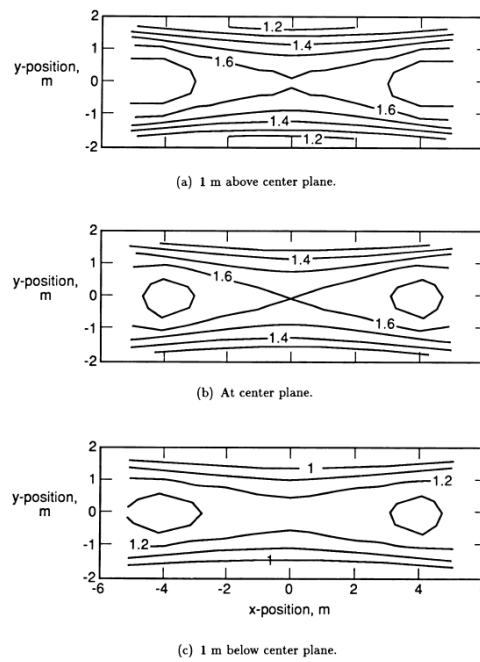 2
1.2
1
1.4
y-position,
m
0
1.6
-1
1.6
1.4
-2
1.2
(a) 1 m above center plane.
2
1
1.4
y-position,
m
0
1.6
-1
1.6
1.4
-2
(b) At center plane.
2
1
1
1.2
y-position,
m
0
-1
1.2
1
-2
-6 -4 -2 0 2 4 6
x-position, m
(c) 1 m below center plane.